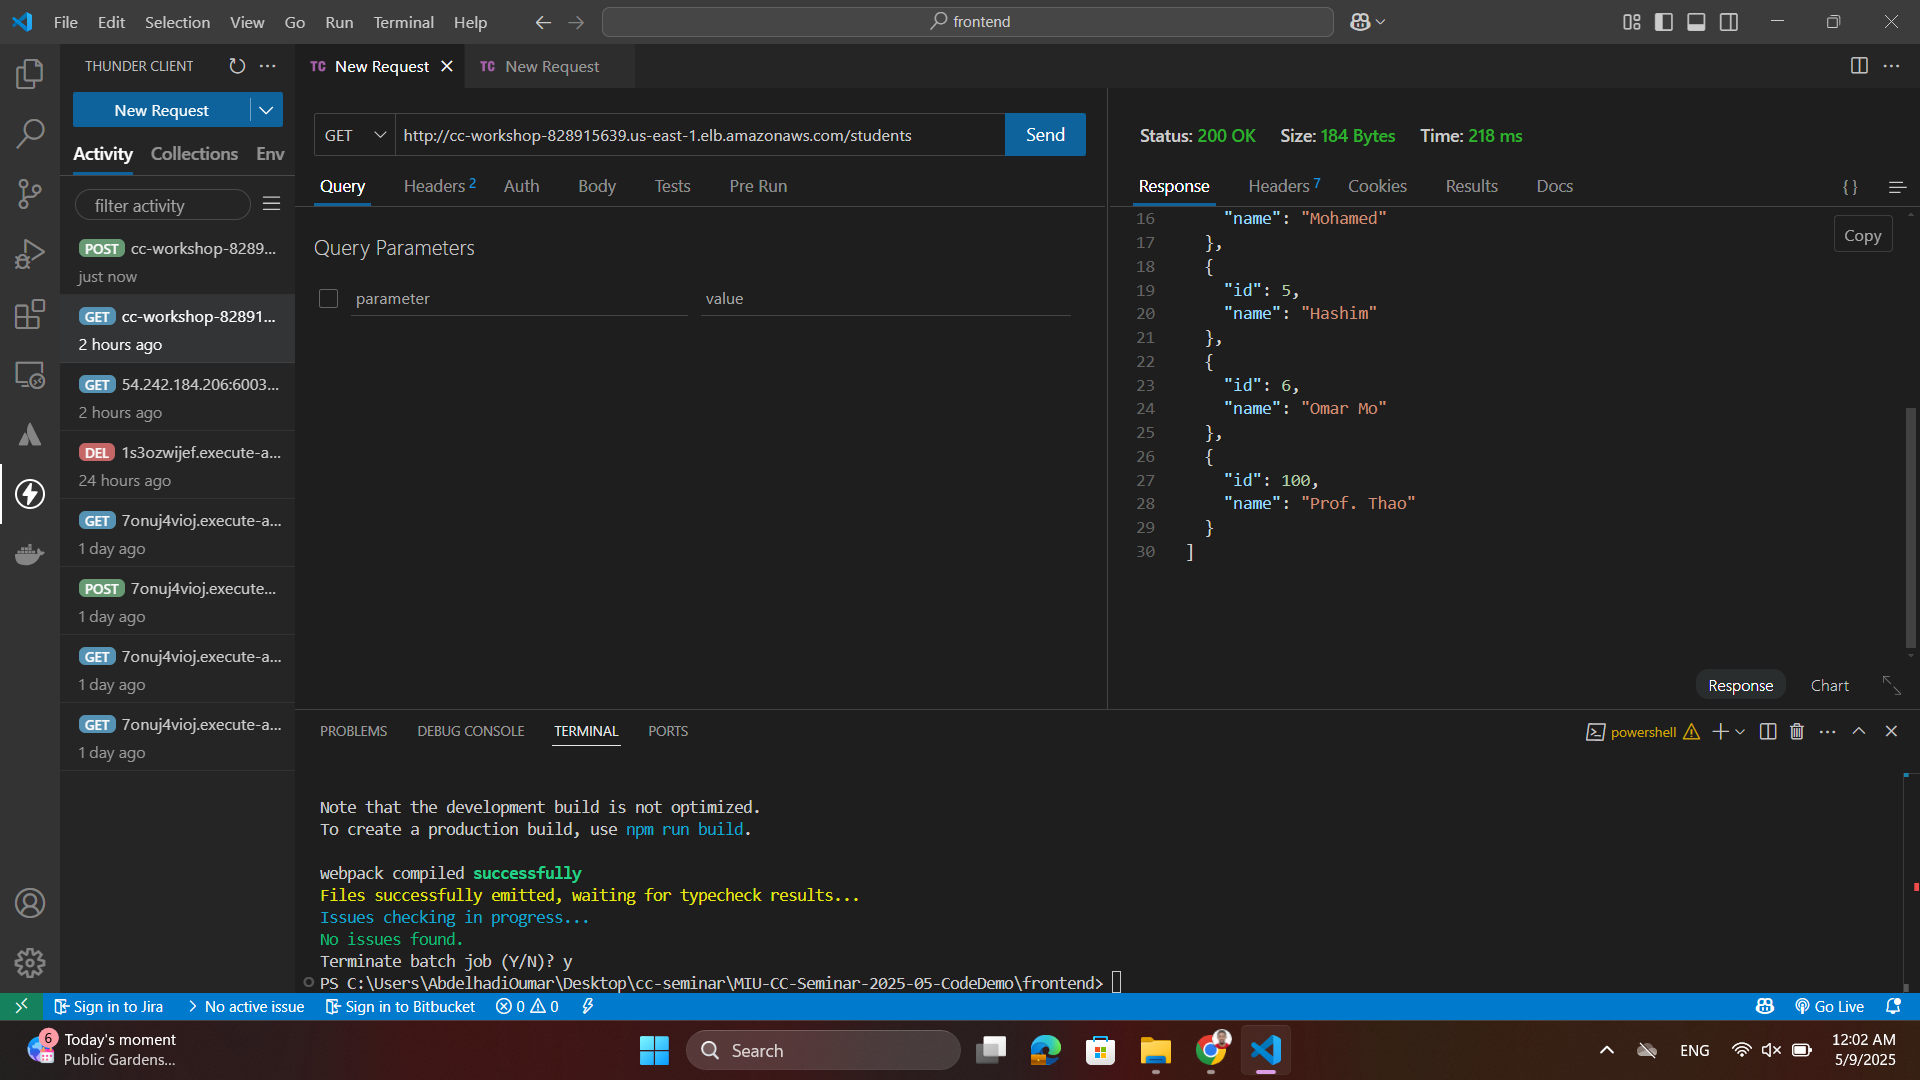 File Edit Selection View Go Run Terminal Help
frontend
THUNDER CLIENT
New Request
Activity Collections Env
filter activity
POST cc-workshop-8289...
just now
GET cc-workshop-82891...
2 hours ago
GET 54.242.184.206:6003...
2 hours ago
DEL 1s3ozwijef.execute-a...
24 hours ago
GET 7onuj4vioj.execute-a...
1 day ago
POST 7onuj4vioj.execute...
1 day ago
GET 7onuj4vioj.execute-a...
1 day ago
GET 7onuj4vioj.execute-a...
1 day ago
TC New Request
TC New Request
GET http://cc-workshop-828915639.us-east-1.elb.amazonaws.com/students Send
Query Headers 2 Auth Body Tests Pre Run
Query Parameters
parameter value
Status: 200 OK Size: 184 Bytes Time: 218 ms
Response Headers 7 Cookies Results Docs {}
Copy
16 "name": "Mohamed"
17 },
18 {
19 "id": 5,
20 "name": "Hashim"
21 },
22 {
23 "id": 6,
24 "name": "Omar Mo"
25 },
26 {
27 "id": 100,
28 "name": "Prof. Thao"
29 }
30 ]
Response Chart
PROBLEMS DEBUG CONSOLE TERMINAL PORTS
powershell
Note that the development build is not optimized.
To create a production build, use npm run build.
webpack compiled successfully
Files successfully emitted, waiting for typecheck results...
Issues checking in progress...
No issues found.
Terminate batch job (Y/N)? y
PS C:\Users\AbdelhadiOumar\Desktop\cc-seminar\MIU-CC-Seminar-2025-05-CodeDemo\frontend>
Sign in to Jira No active issue Sign in to Bitbucket 0 0 Go Live
6
Today's moment
Public Gardens...
Search
ENG
12:02 AM
5/9/2025